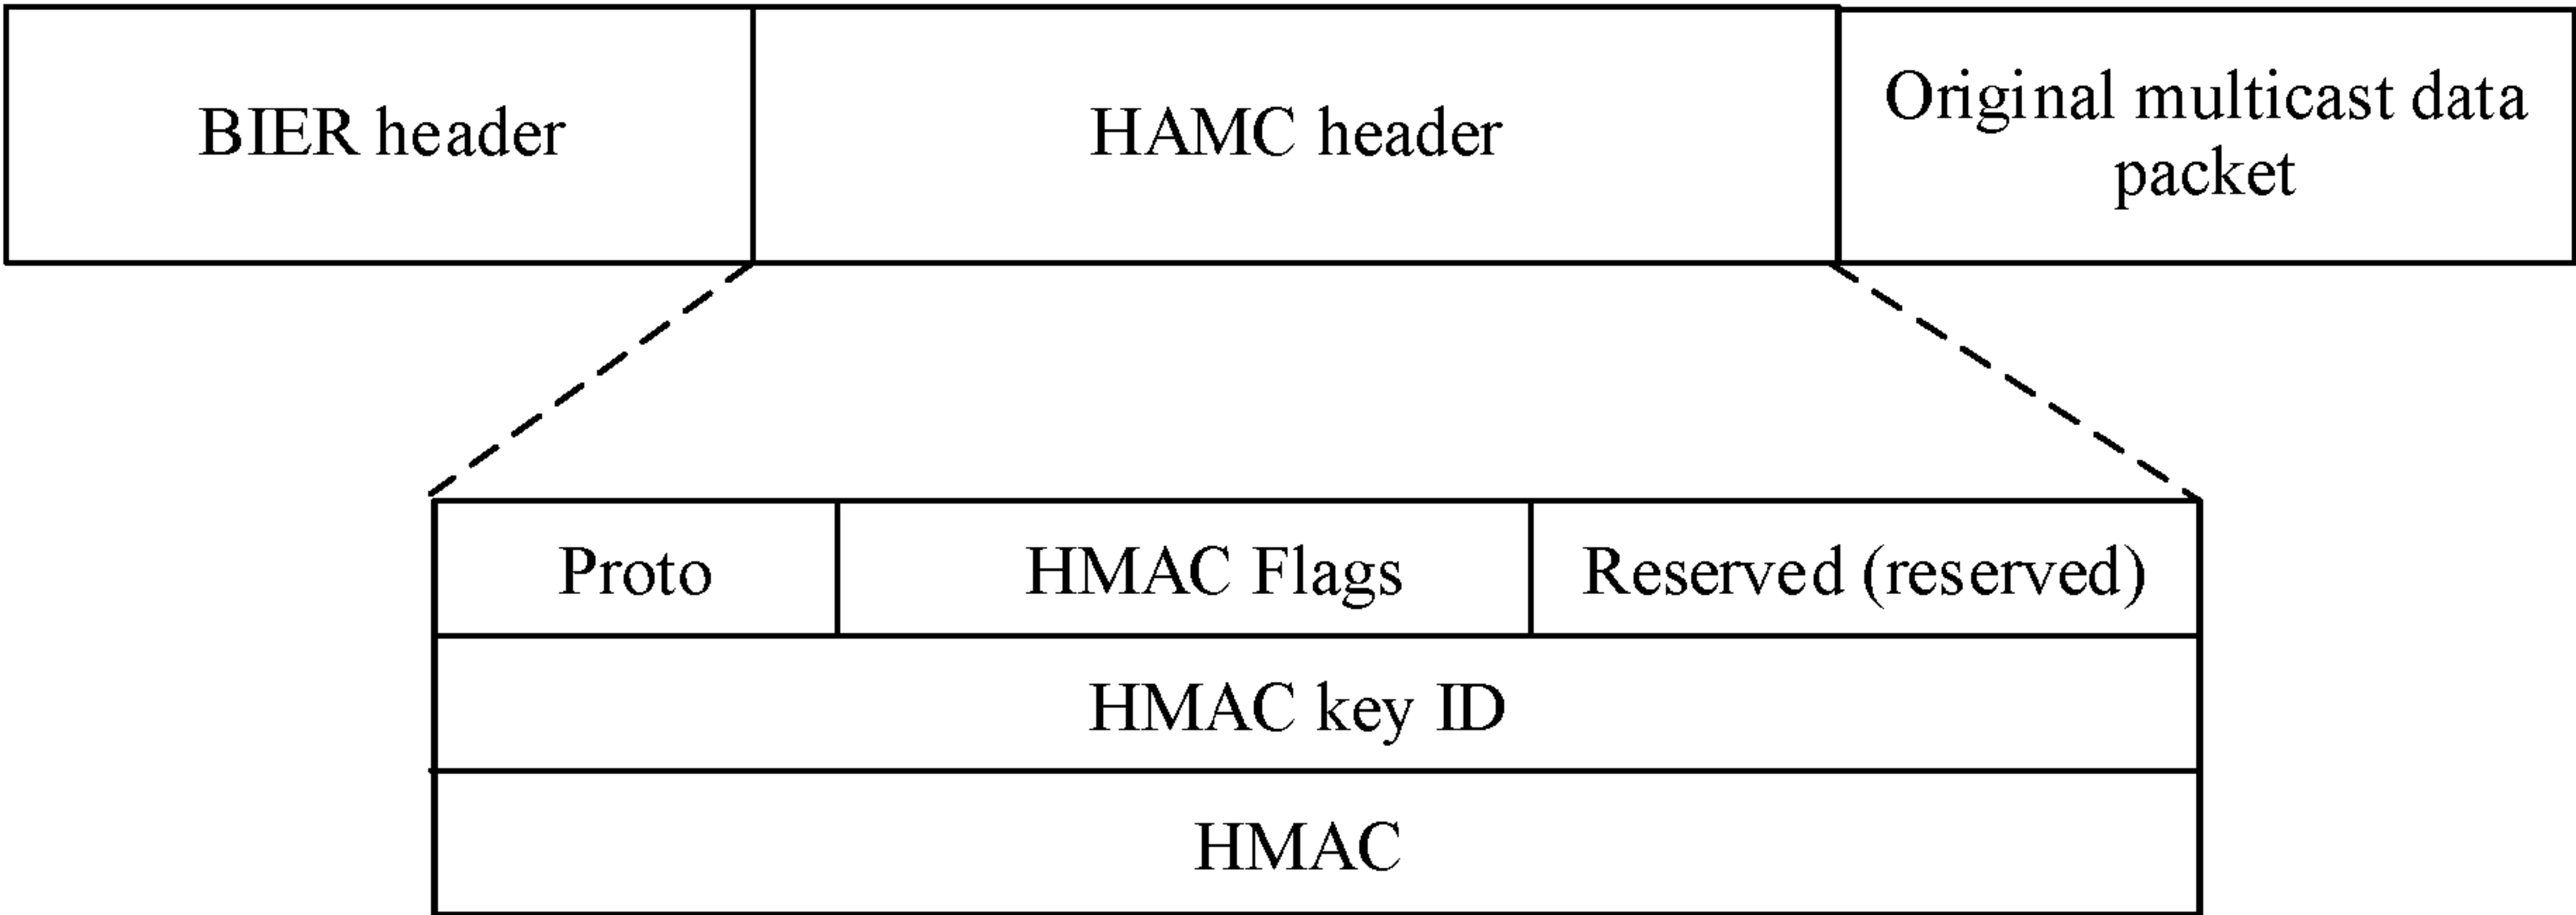 BIER header
HAMC header
Original multicast data
packet
Proto
HMAC Flags
Reserved (reserved)
HMAC key ID
HMAC